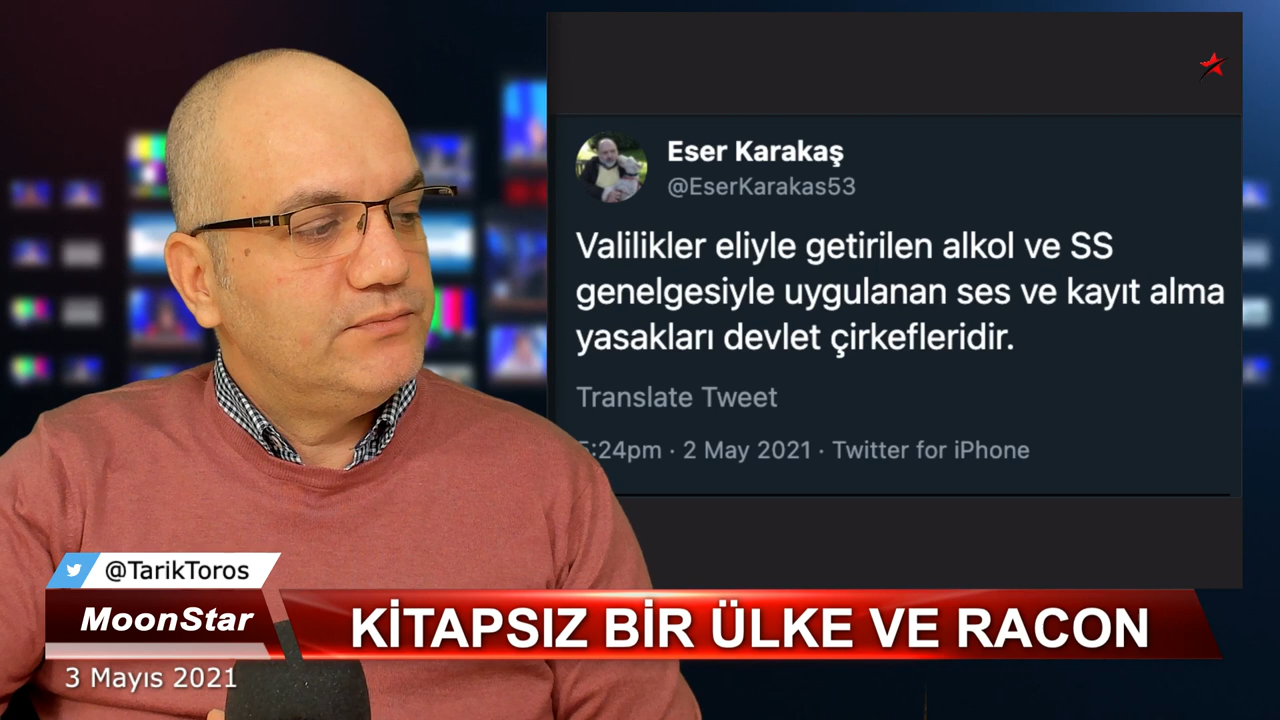 Eser Karakaş
@EserKarakas53
Valilikler eliyle getirilen alkol ve SS
genelgesiyle uygulanan ses ve kayıt alma
yasakları devlet çirkefleridir.
Translate Tweet
:24pm · 2 May 2021 · Twitter for iPhone
@TarikToros
MoonStar
KİTAPSIZ BİR ÜLKE VE RACON
3 Mayıs 2021